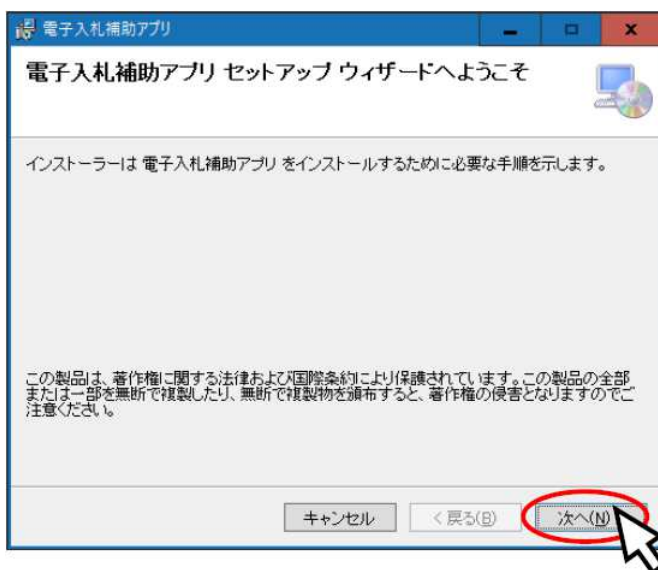 電子入札補助アプリ
電子入札補助アプリ セットアップ ウィザードへようこそ
インストーラーは 電子入札補助アプリ をインストールするために必要な手順を示します。
この製品は、著作権に関する法律および国際条約により保護されています。この製品の全部
または一部を無断で複製したり、無断で複製物を頒布すると、著作権の侵害となりますのでご
注意ください。
キャンセル < 戻る(B) 次へ(N)